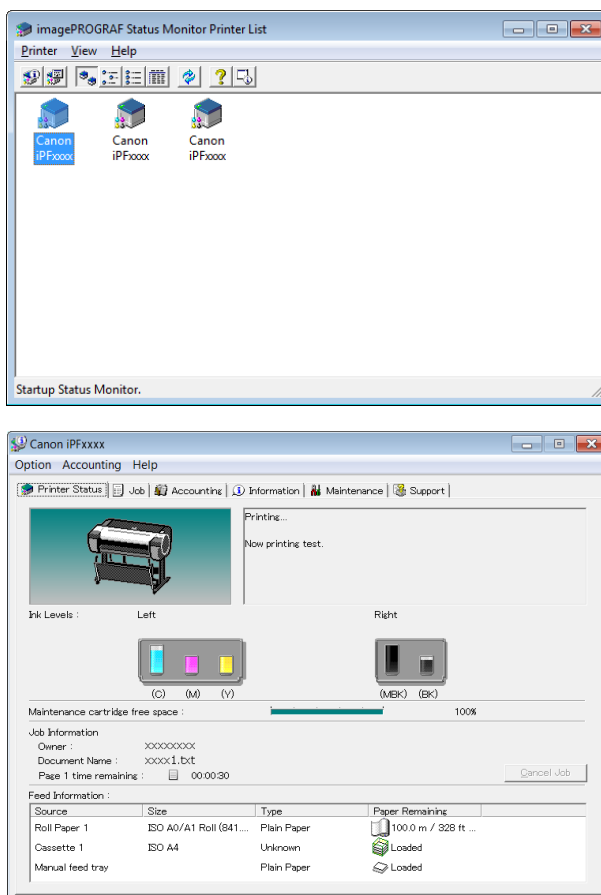 imagePROGRAF Status Monitor Printer List
Printer View Help
Canon iPFxxxx
Canon iPFxxxx
Canon iPFxxxx
Startup Status Monitor.
Canon iPFxxxx
Option Accounting Help
Printer Status Job Accounting Information Maintenance Support
Printing...
Now printing test.
Ink Levels : Left Right
(C) (M) (Y) (MBK) (BK)
Maintenance cartridge free space : 100%
Job Information
Owner : XXXXXXXX
Document Name : xxxx1.txt
Page 1 time remaining : 00:00:30
Cancel Job
Feed Information :
Source Size Type Paper Remaining
Roll Paper 1 ISO A0/A1 Roll (841.... Plain Paper 100.0 m / 328 ft ...
Cassette 1 ISO A4 Unknown Loaded
Manual feed tray Plain Paper Loaded